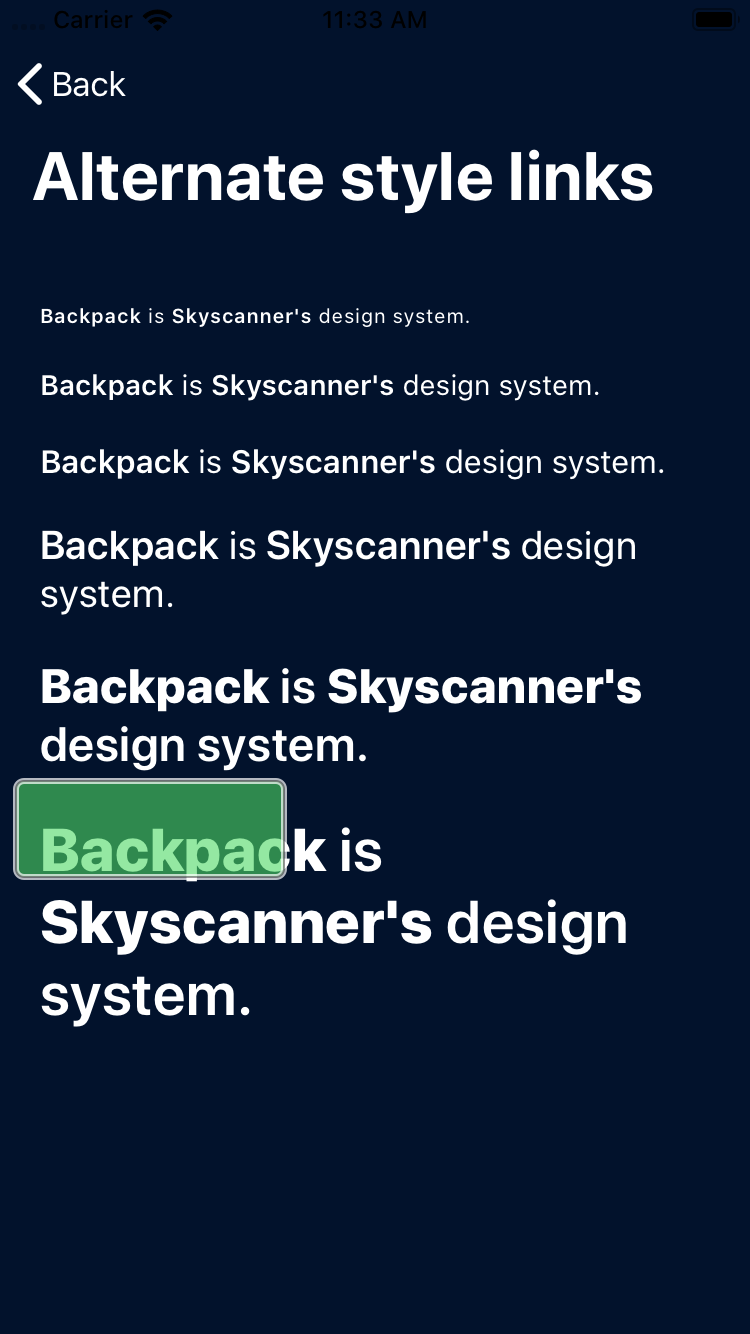 Carrier 11:33 AM
Back
Alternate style links
Backpack is Skyscanner's design system.
Backpack is Skyscanner's design system.
Backpack is Skyscanner's design system.
Backpack is Skyscanner's design
system.
Backpack is Skyscanner's
design system.
Backpack is
Skyscanner's design
system.